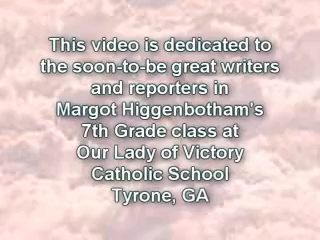 This video is dedicated to
the soon-to-be great writers
and reporters in
Margot Higgenbotham's
7th Grade class at
Our Lady of Victory
Catholic School
Tyrone, GA